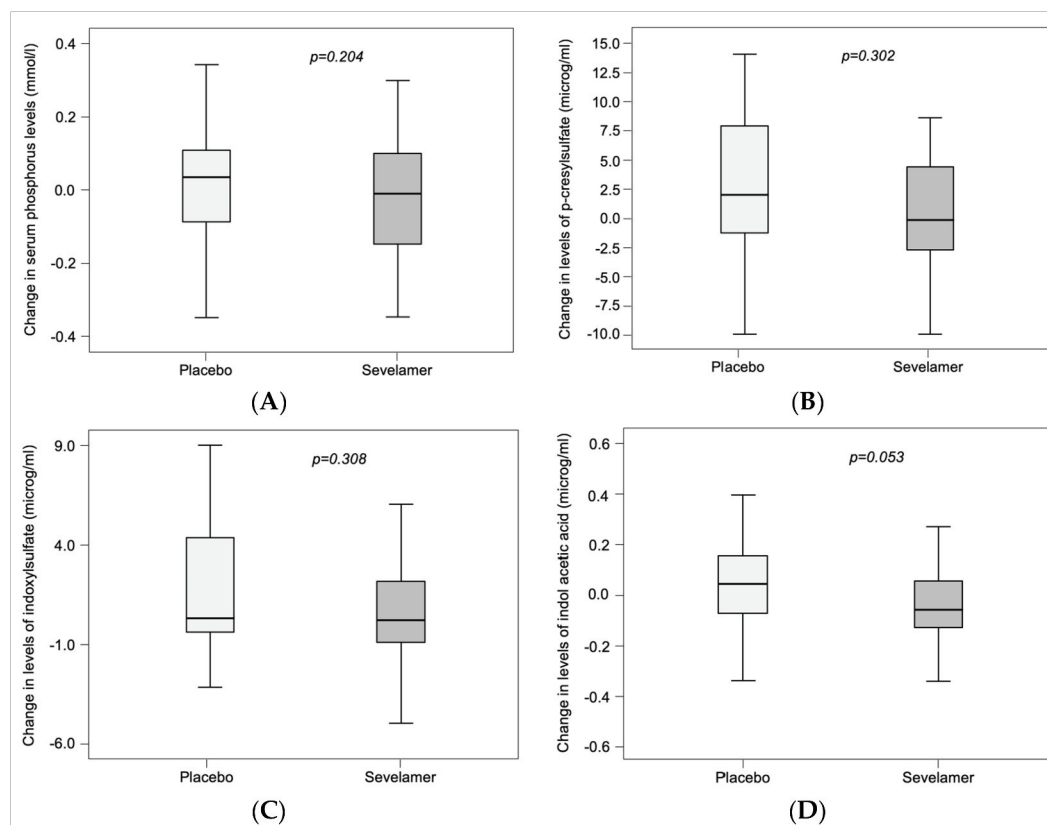 Change in serum phosphorus levels (mmol/l)
0.4
0.2
0.0
-0.2
-0.4
p=0.204
Placebo
Sevelamer
(A)
Change in levels of p-cresylsulfate (microg/ml)
15.0
12.5
10.0
7.5
5.0
2.5
0.0
-2.5
-5.0
-7.5
-10.0
p=0.302
Placebo
Sevelamer
(B)
Change in levels of indoxylsulfate (microg/ml)
9.0
4.0
-1.0
-6.0
p=0.308
Placebo
Sevelamer
(C)
Change in levels of indol acetic acid (microg/ml)
0.6
0.4
0.2
0.0
-0.2
-0.4
-0.6
p=0.053
Placebo
Sevelamer
(D)